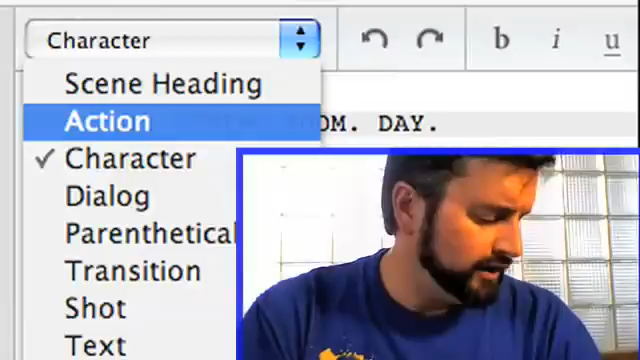 Character
b i u
Scene Heading
Action
OM. DAY.
✓ Character
Dialog
Parenthetical
Transition
Shot
Text